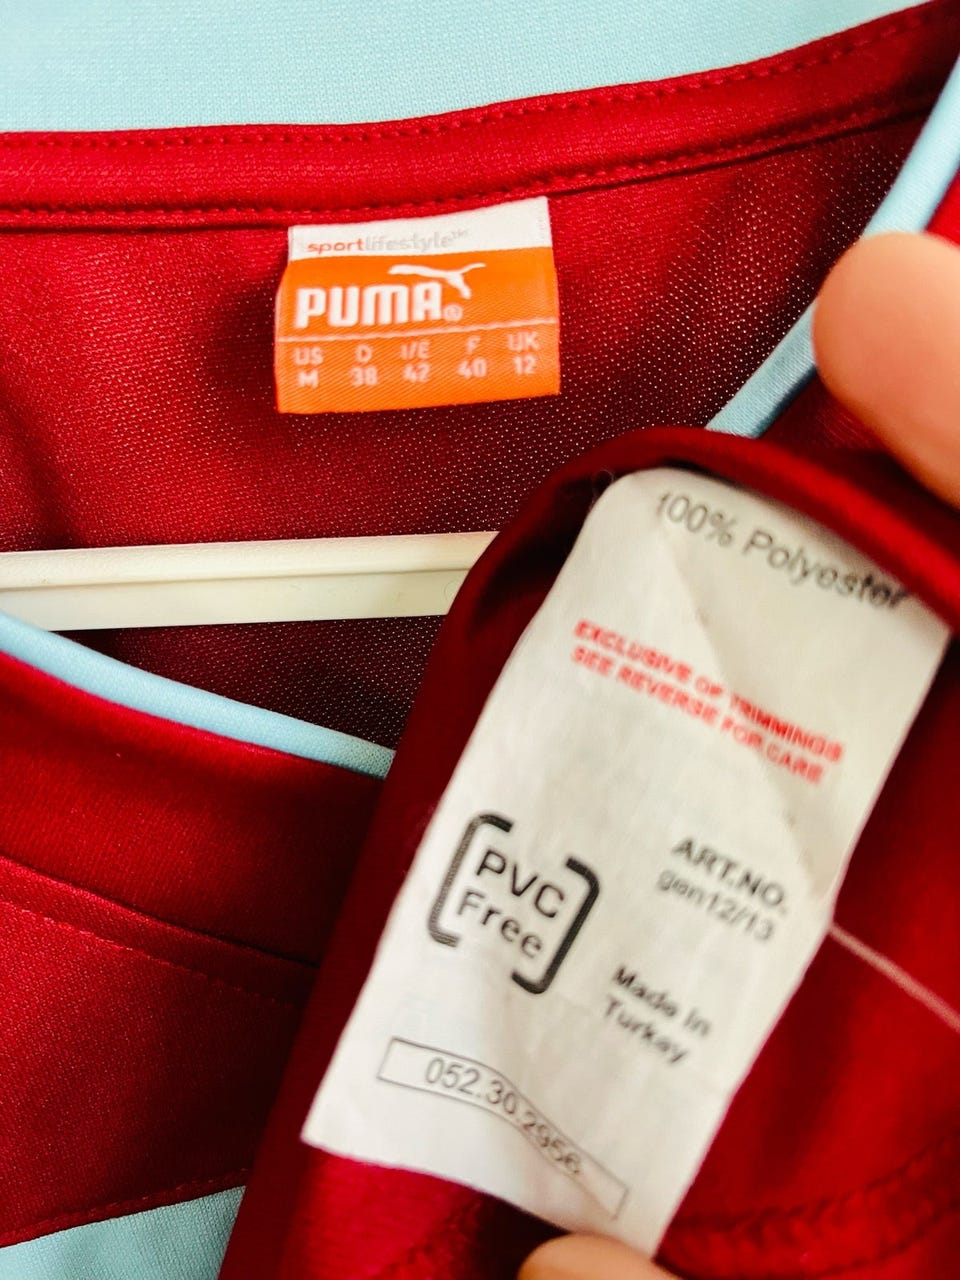 sportlifestyle™
PUMA®
US D I/E F UK
M 38 42 40 12
100% Polyester
EXCLUSIVE OF TRIMMINGS
SEE REVERSE FOR CARE
PVC
Free
ART.NO.
gen12/13
Made in
Turkey
052.30.2956